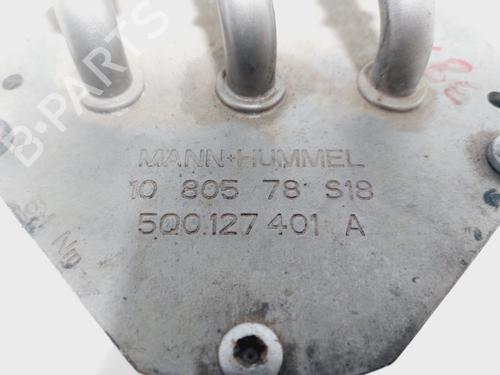 MANN+HUMMEL
10 805 78 S18
5Q0.127 401 A
B-PARTS